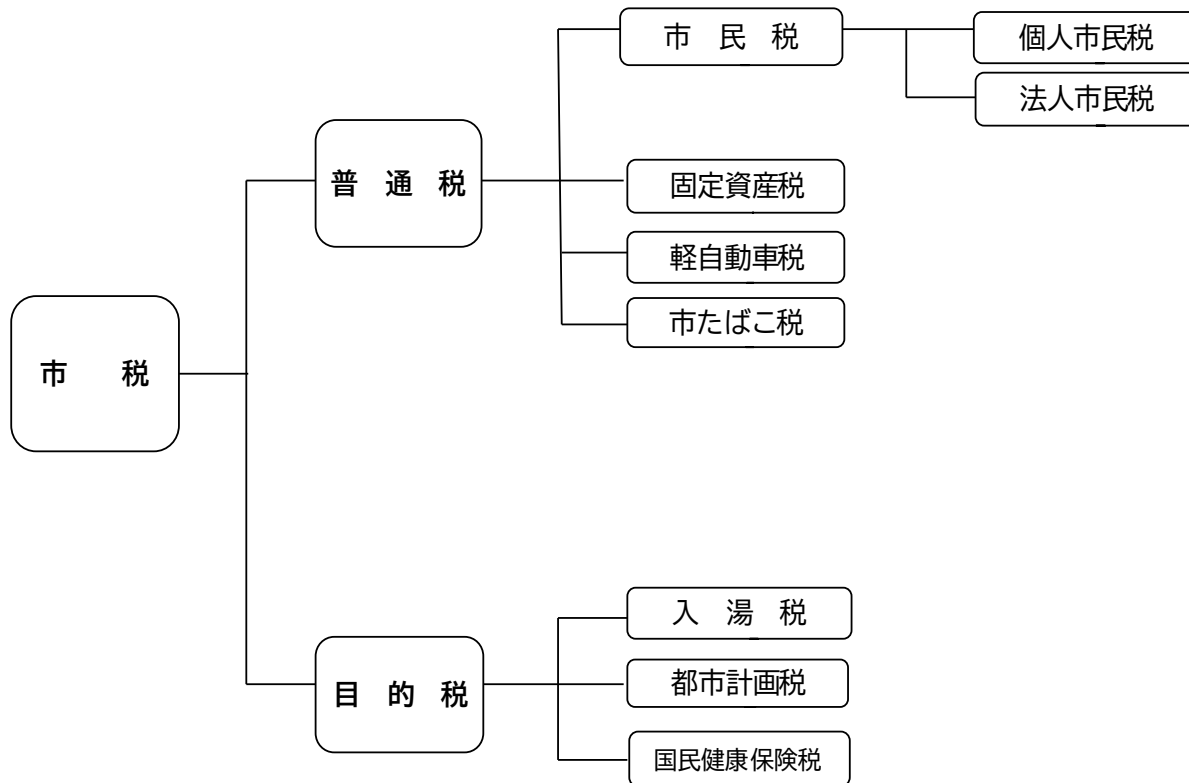 市　民　税
個人市民税
法人市民税
普　通　税
固定資産税
軽自動車税
市たばこ税
市　　税
入　湯　税
目　的　税
都市計画税
国民健康保険税